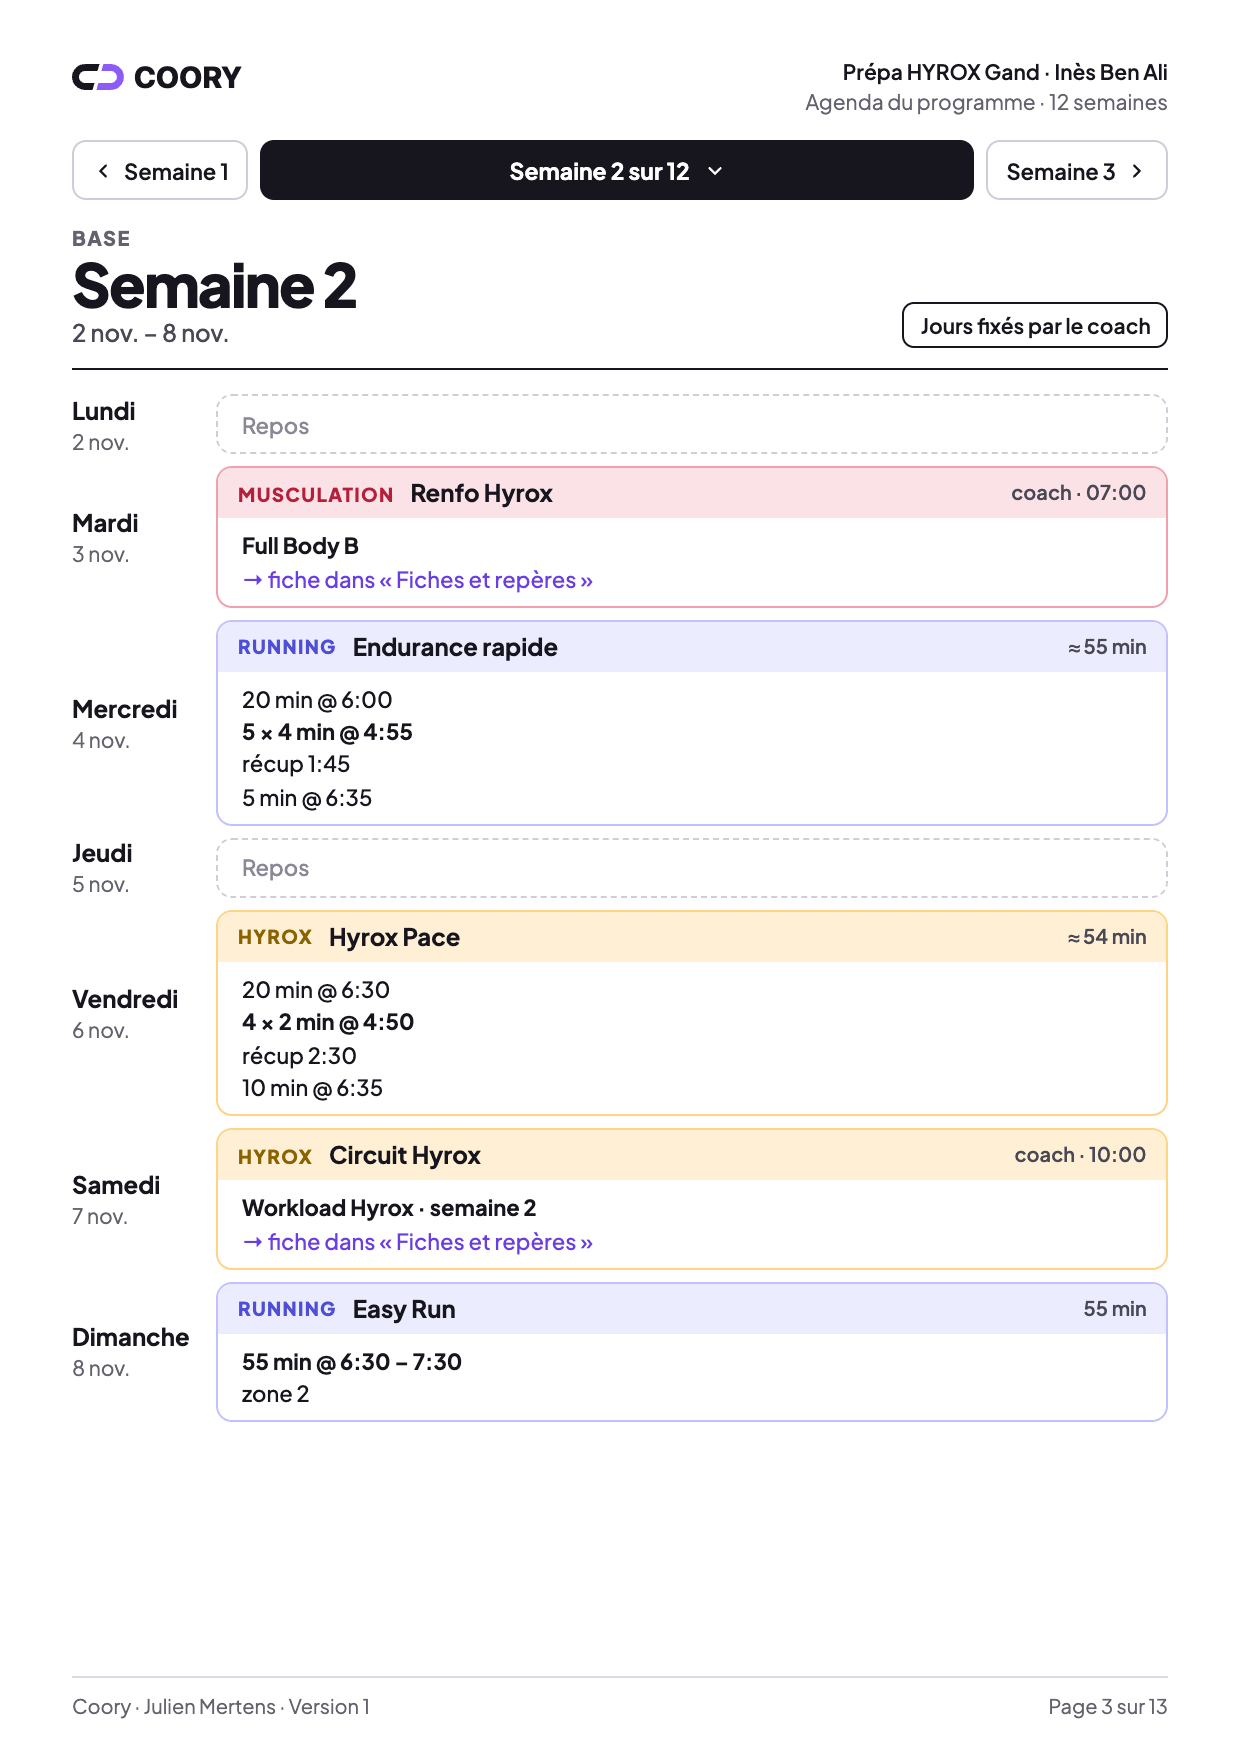 COORY
Prépa HYROX Gand · Inès Ben Ali
Agenda du programme · 12 semaines
Semaine 1
Semaine 2 sur 12
Semaine 3
BASE
Semaine 2
2 nov. – 8 nov.
Jours fixés par le coach
Lundi
2 nov.
Repos
Mardi
3 nov.
MUSCULATION Renfo Hyrox coach · 07:00
Full Body B
→ fiche dans « Fiches et repères »
Mercredi
4 nov.
RUNNING Endurance rapide ≈ 55 min
20 min @ 6:00
5 × 4 min @ 4:55
récup 1:45
5 min @ 6:35
Jeudi
5 nov.
Repos
Vendredi
6 nov.
HYROX Hyrox Pace ≈ 54 min
20 min @ 6:30
4 × 2 min @ 4:50
récup 2:30
10 min @ 6:35
Samedi
7 nov.
HYROX Circuit Hyrox coach · 10:00
Workload Hyrox · semaine 2
→ fiche dans « Fiches et repères »
Dimanche
8 nov.
RUNNING Easy Run 55 min
55 min @ 6:30 – 7:30
zone 2
Coory · Julien Mertens · Version 1
Page 3 sur 13